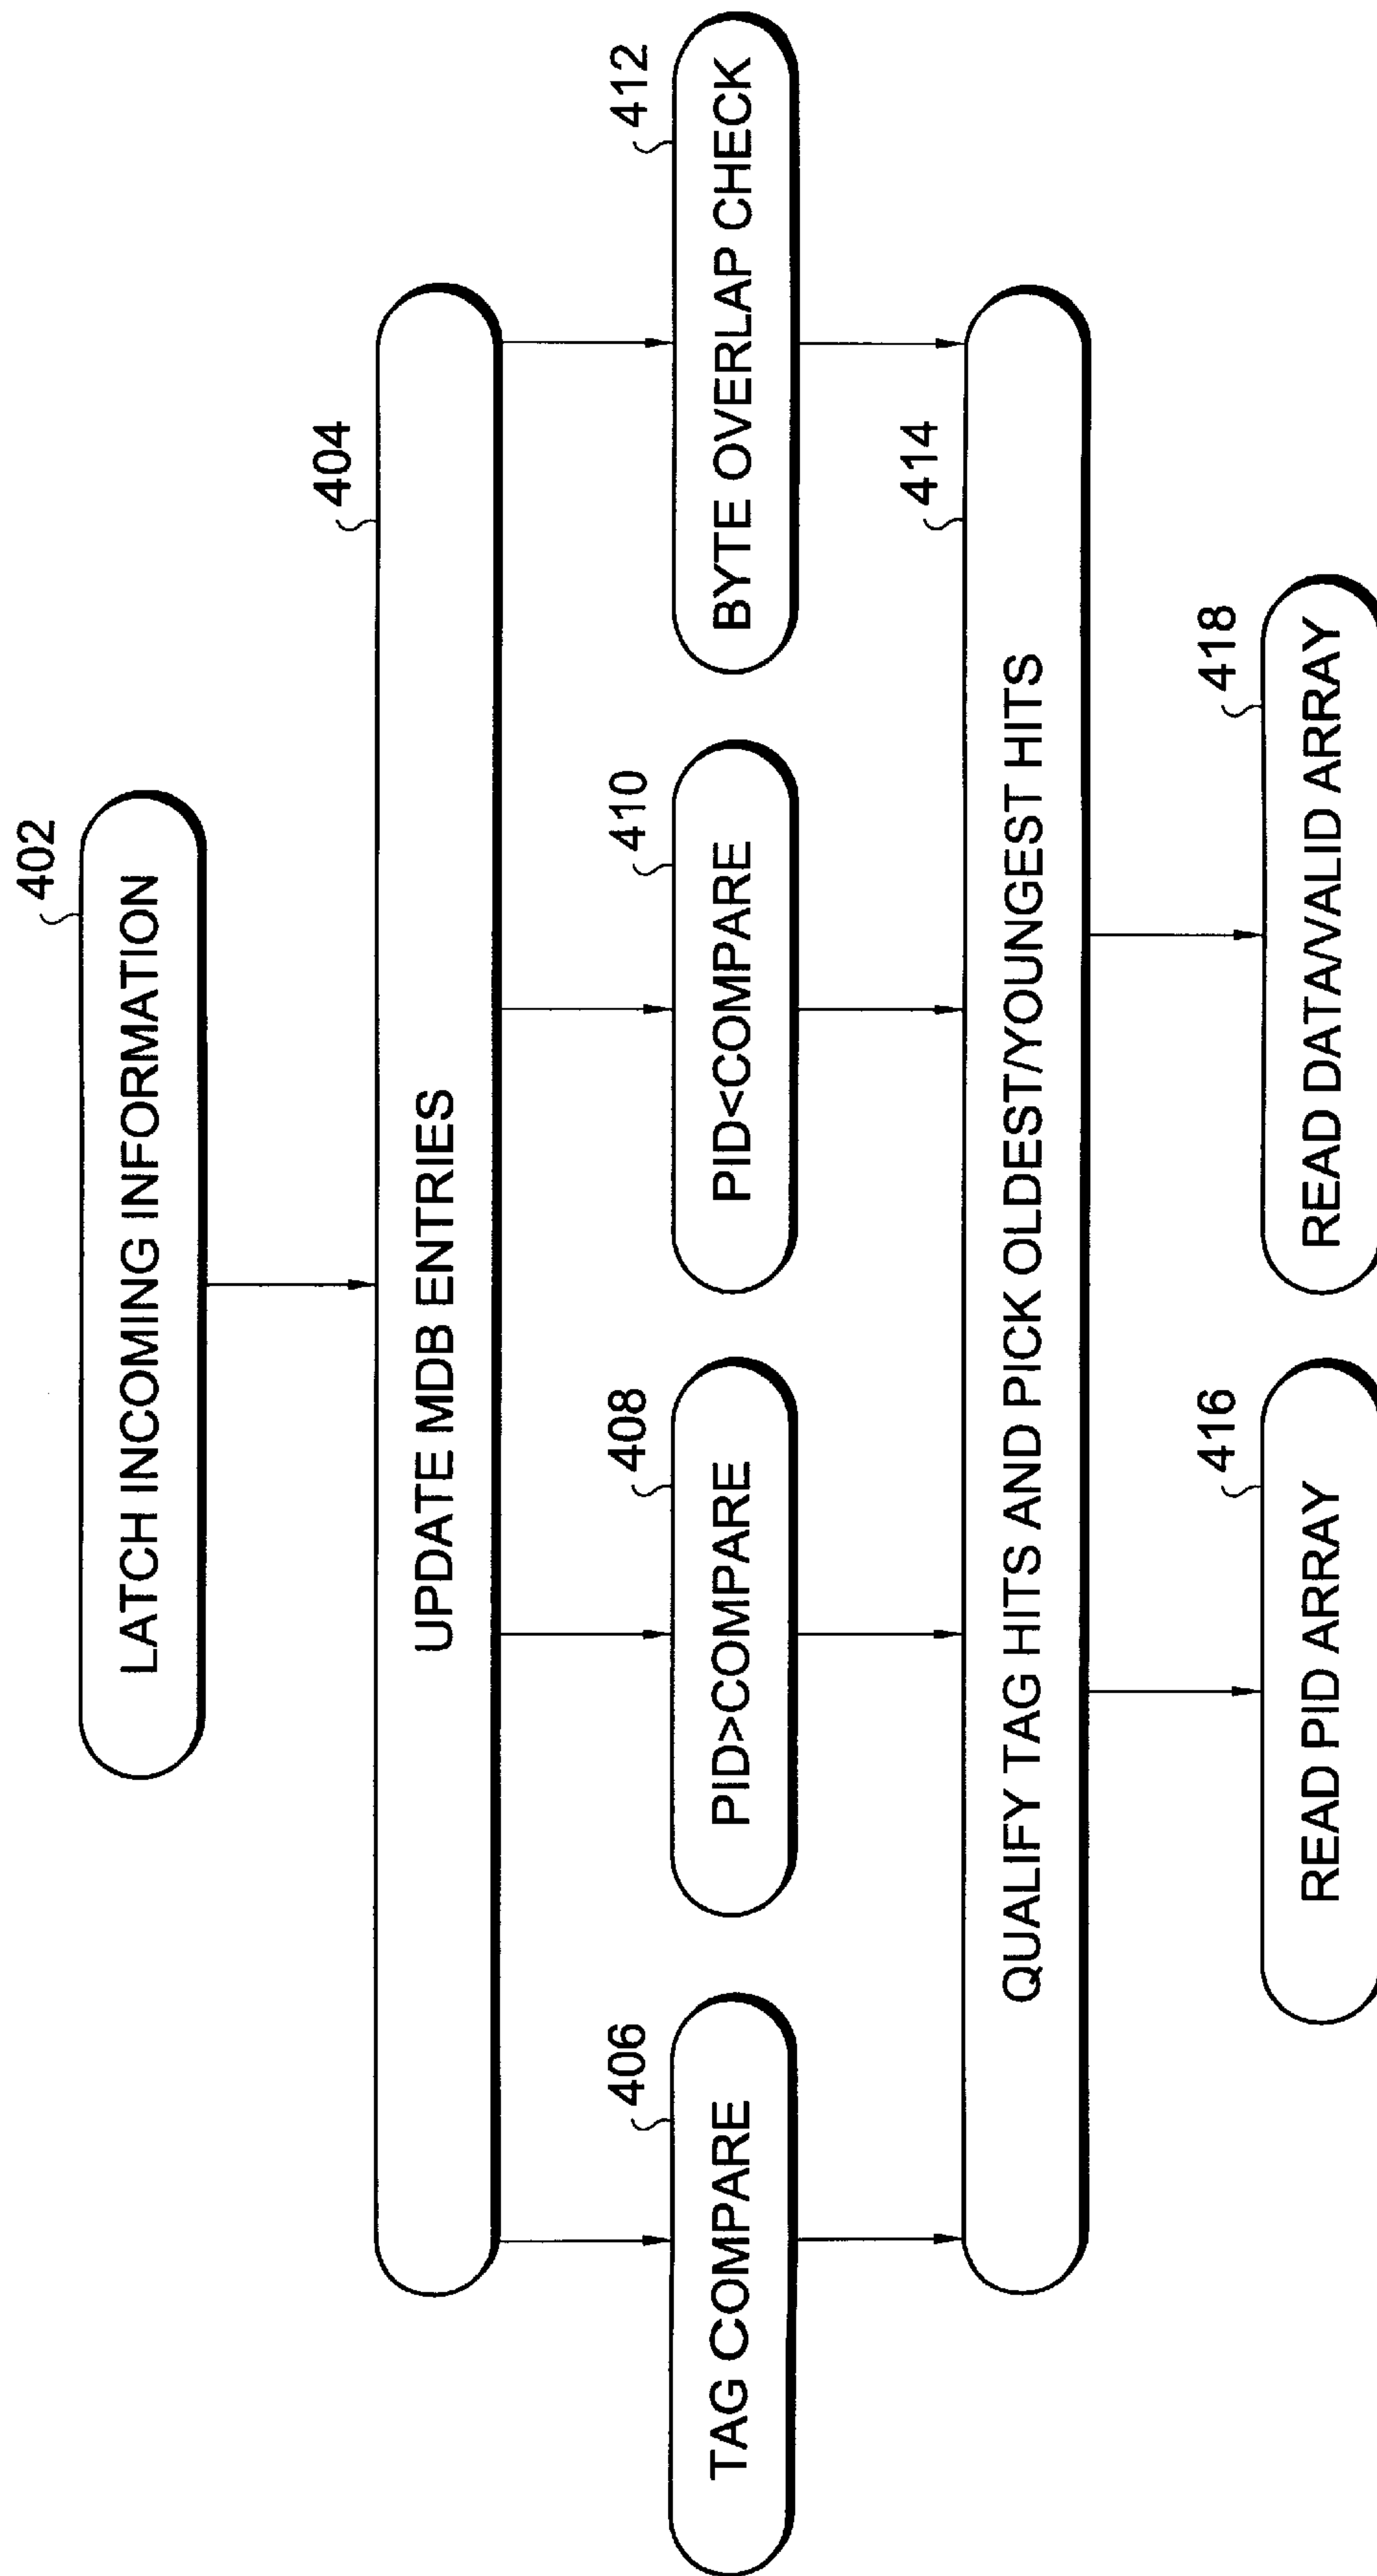 402
LATCH INCOMING INFORMATION
404
UPDATE MDB ENTRIES
406
TAG COMPARE
408
PID>COMPARE
410
PID<COMPARE
412
BYTE OVERLAP CHECK
414
QUALIFY TAG HITS AND PICK OLDEST/YOUNGEST HITS
416
READ PID ARRAY
418
READ DATA/VALID ARRAY